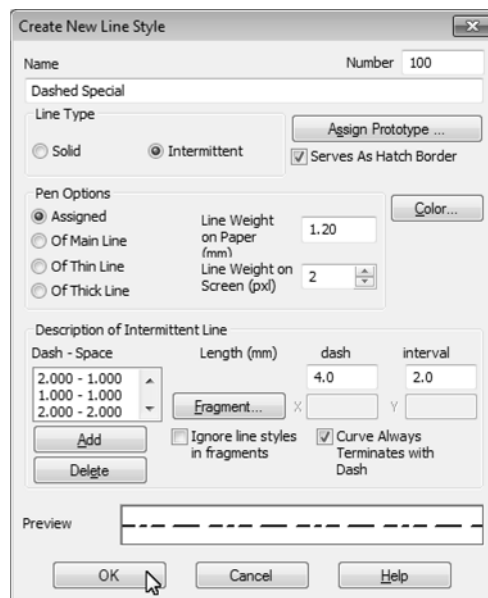 Create New Line Style
Name
Number 100
Dashed Special
Line Type
Solid
Intermittent
Assign Prototype ...
Serves As Hatch Border
Pen Options
Assigned
Of Main Line
Of Thin Line
Of Thick Line
Line Weight
on Paper
(mm)
1.20
Line Weight on
Screen (pxl)
2
Color...
Description of Intermittent Line
Dash - Space
Length (mm)
dash
interval
2.000 - 1.000
1.000 - 1.000
2.000 - 2.000
4.0
2.0
Fragment...
X
Y
Add
Delete
Ignore line styles
in fragments
Curve Always
Terminates with
Dash
Preview
OK
Cancel
Help